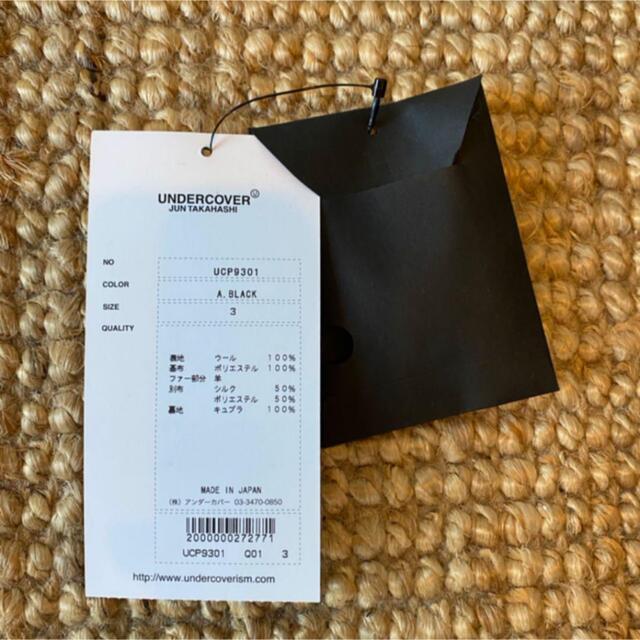 UNDERCOVER
JUN TAKAHASHI
NO UCP9301
COLOR A. BLACK
SIZE 3
QUALITY
表地 ウール 100%
基布 ポリエステル 100%
ファー部分 羊
別布 シルク 50%
ポリエステル 50%
裏地 キュプラ 100%
MADE IN JAPAN
(株) アンダーカバー 03-3470-0850
2000000272771
UCP9301 Q01 3
http://www.undercoverism.com/